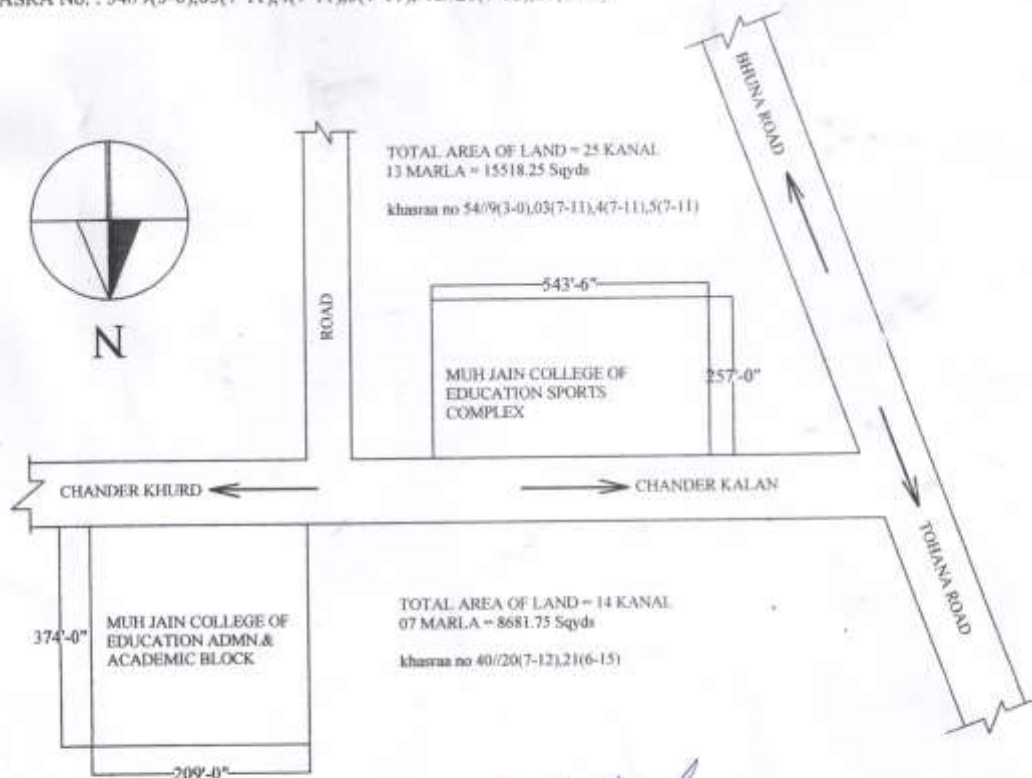 BHUNA ROAD
TOTAL AREA OF LAND = 25 KANAL
13 MARLA = 15518.25 Sqyds
khasraa no 54//9(3-0),03(7-11),4(7-11),5(7-11)
543'-6"
ROAD
N
MUH JAIN COLLEGE OF
EDUCATION SPORTS
COMPLEX
257'-0"
CHANDER KHURD
CHANDER KALAN
TOHANA ROAD
TOTAL AREA OF LAND = 14 KANAL
07 MARLA = 8681.75 Sqyds
khasraa no 40//20(7-12),21(6-15)
374'-0"
MUH JAIN COLLEGE OF
EDUCATION ADMN.&
ACADEMIC BLOCK
209'-0"